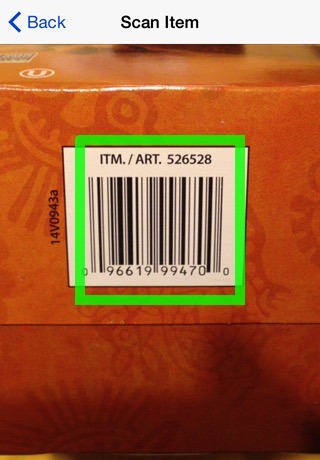 Back
Scan Item
U
ITM. / ART. 526528
14V0943a
0 96619 99470 0